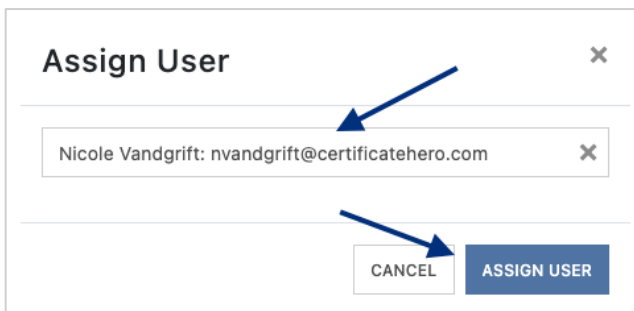 Assign User
Nicole Vandgrift: nvandgrift@certificatehero.com
CANCEL
ASSIGN USER